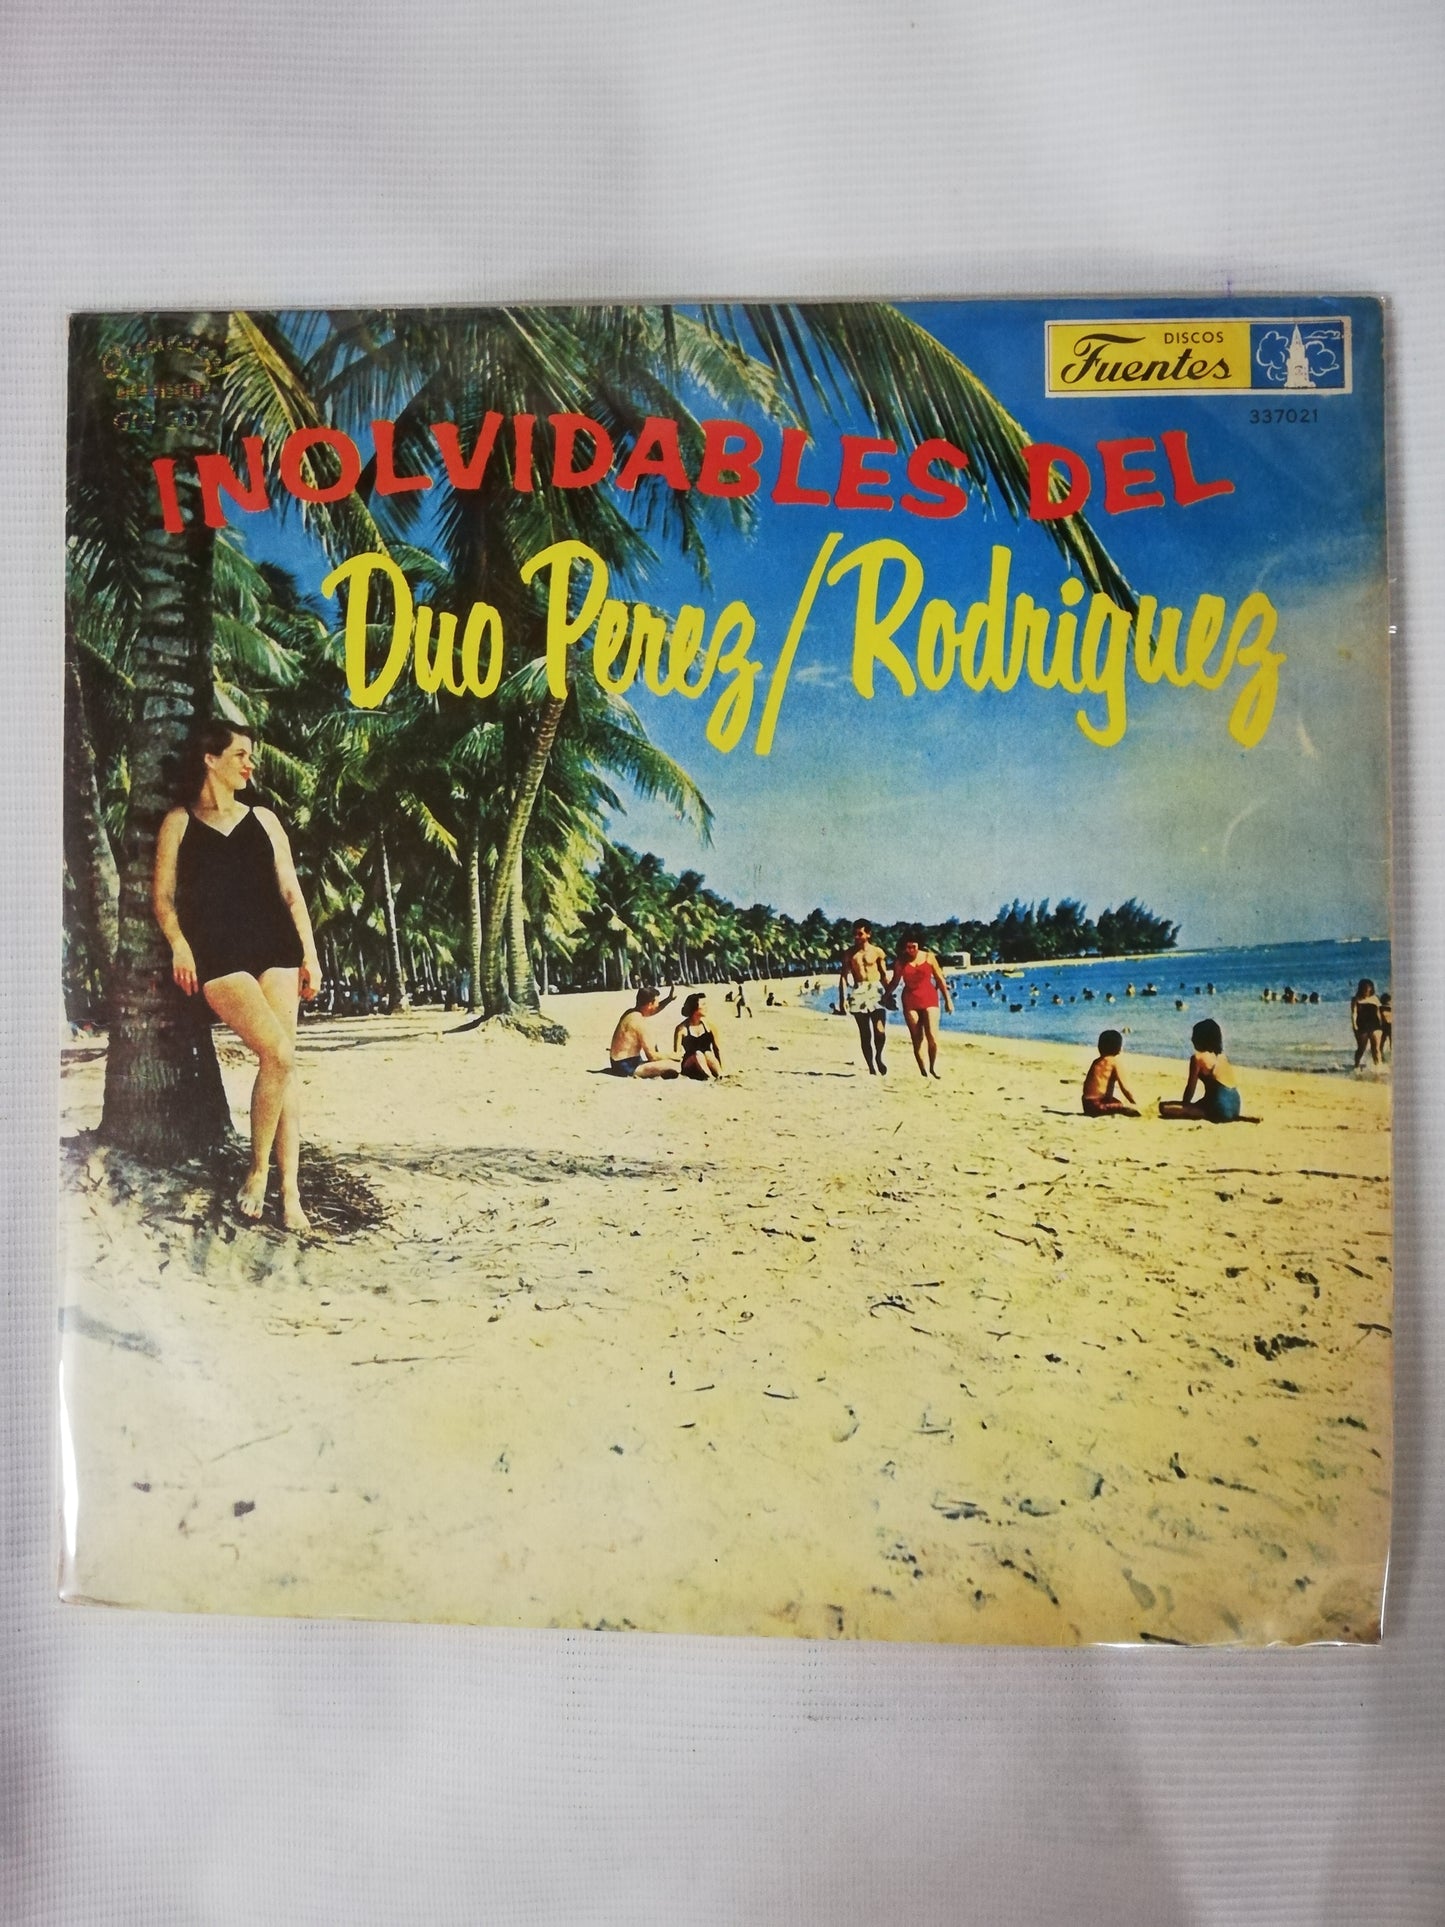 DISCOS
Fuentes
337021
INOLVIDABLES DEL
Duo Perez/Rodriguez